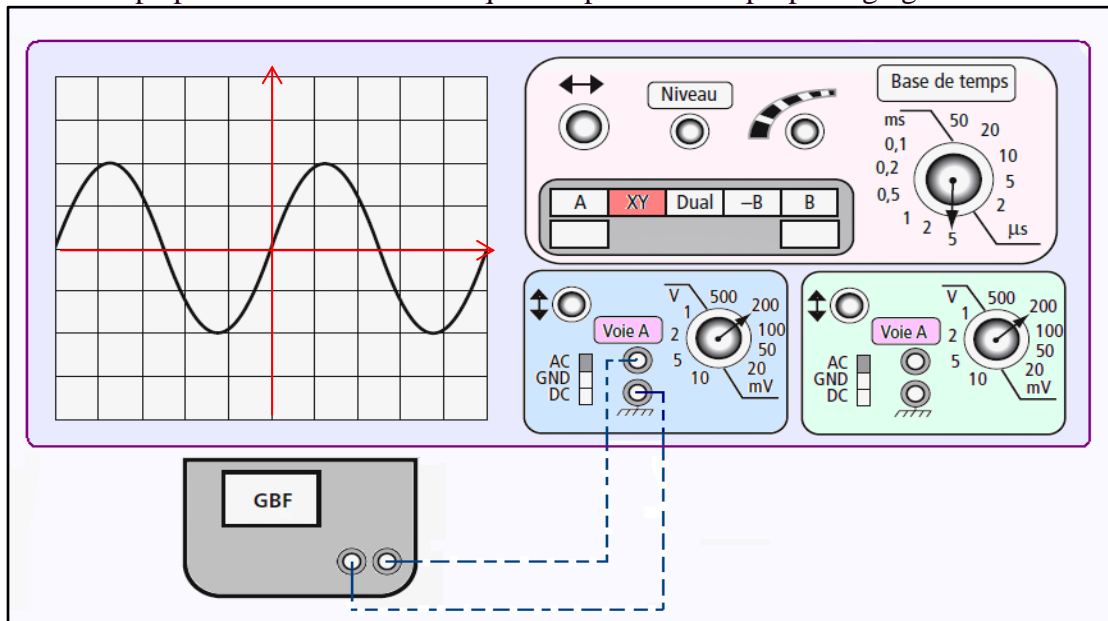 Base de temps
Niveau
ms
50
20
0,1
10
0,2
5
0,5
2
1
2
5
µs
A XY Dual –B B
V
500
200
1
Voie A
2
100
50
5
20
10
mV
AC
GND
DC
V
500
200
1
Voie A
2
100
50
5
20
10
mV
AC
GND
DC
GBF